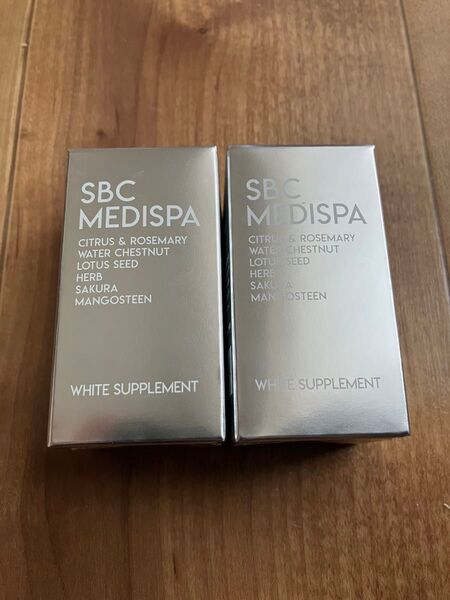 SBC
MEDISPA
CITRUS & ROSEMARY
WATER CHESTNUT
LOTUS SEED
HERB
SAKURA
MANGOSTEEN
WHITE SUPPLEMENT
SBC
MEDISPA
CITRUS & ROSEMARY
WATER CHESTNUT
LOTUS SEED
HERB
SAKURA
MANGOSTEEN
WHITE SUPPLEMENT